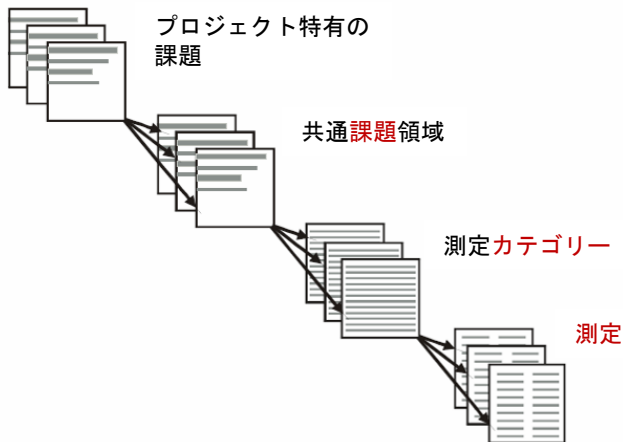 プロジェクト特有の
課題
共通課題領域
測定カテゴリー
測定